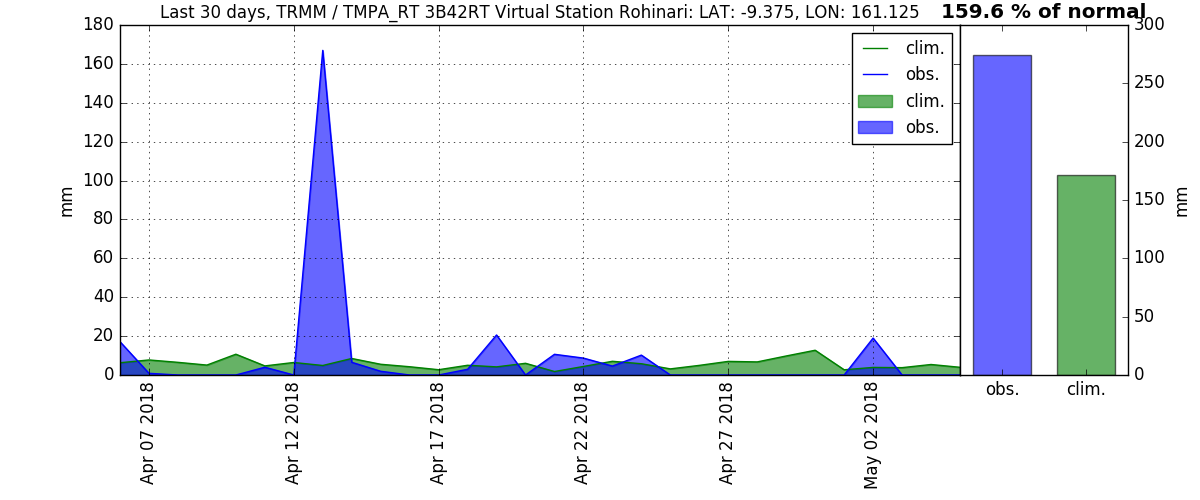 Last 30 days, TRMM / TMPA_RT 3B42RT Virtual Station Rohinari: LAT: -9.375, LON: 161.125
159.6 % of normal
180
160
140
120
100
80
60
40
20
0
mm
clim.
obs.
clim.
obs.
Apr 07 2018
Apr 12 2018
Apr 17 2018
Apr 22 2018
Apr 27 2018
May 02 2018
300
250
200
150
100
50
0
mm
obs.
clim.